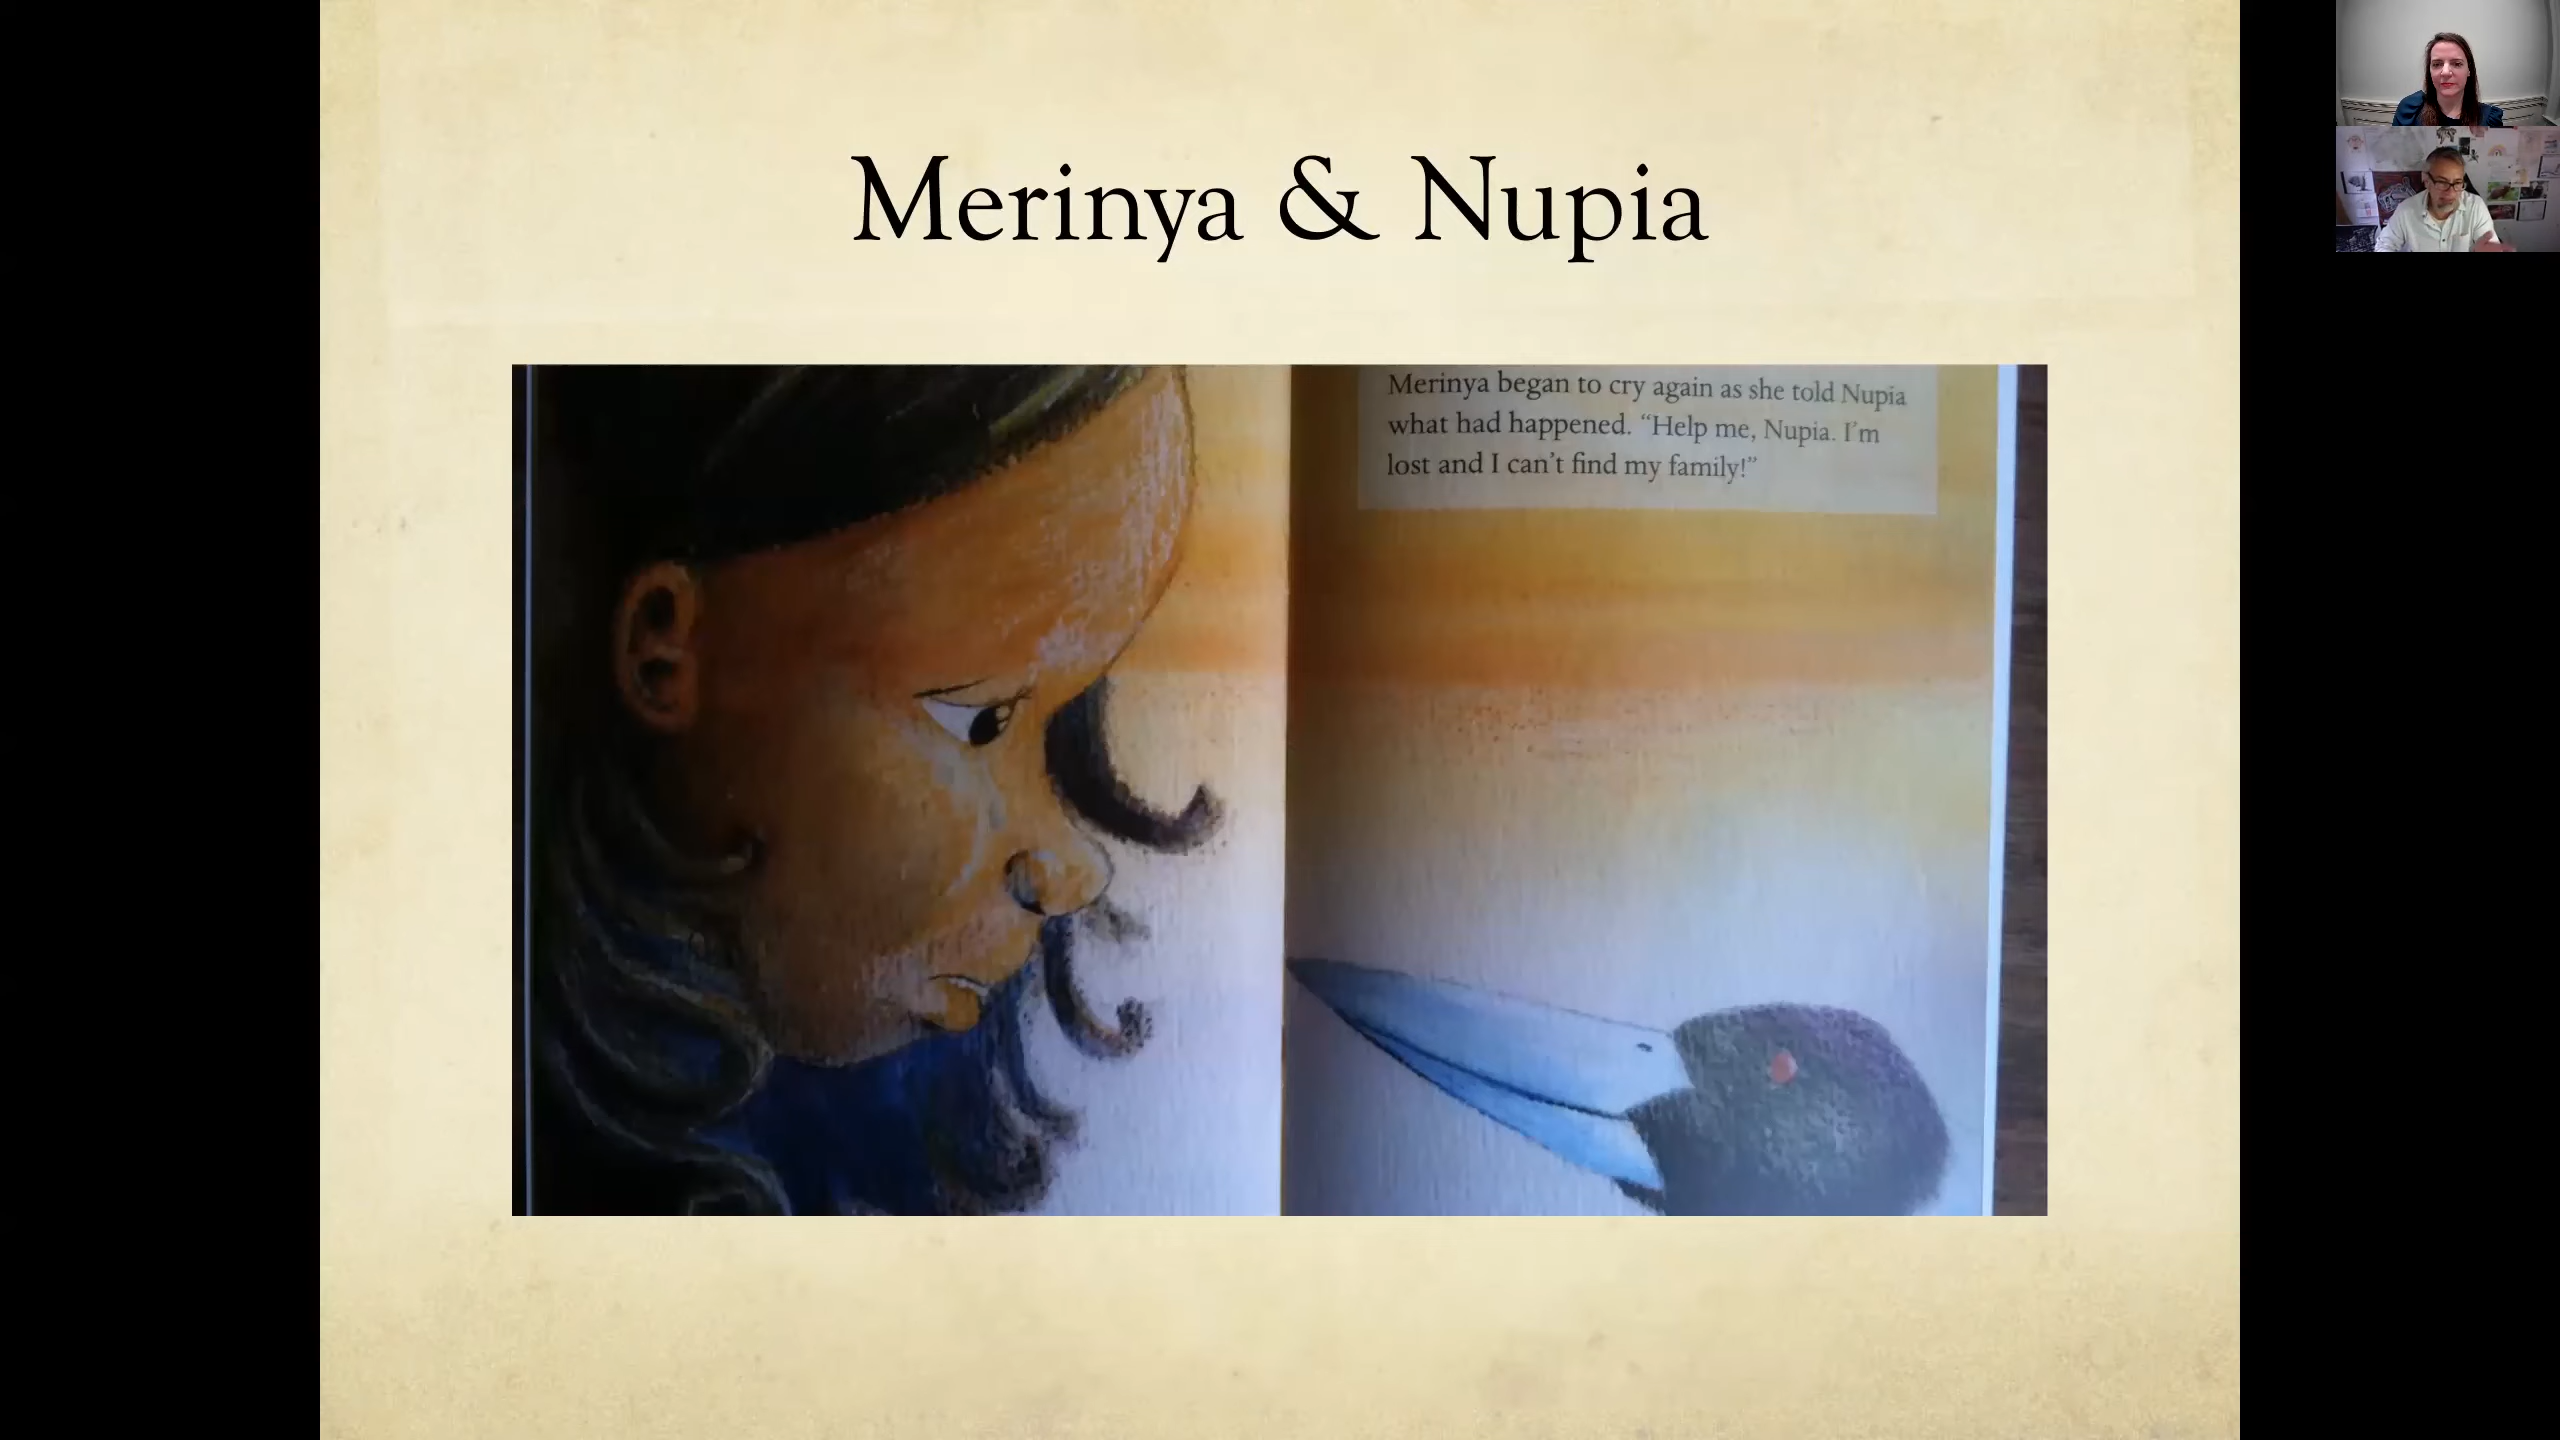 Merinya & Nupia
Merinya began to cry again as she told Nupia
what had happened. “Help me, Nupia. I’m
lost and I can’t find my family!”